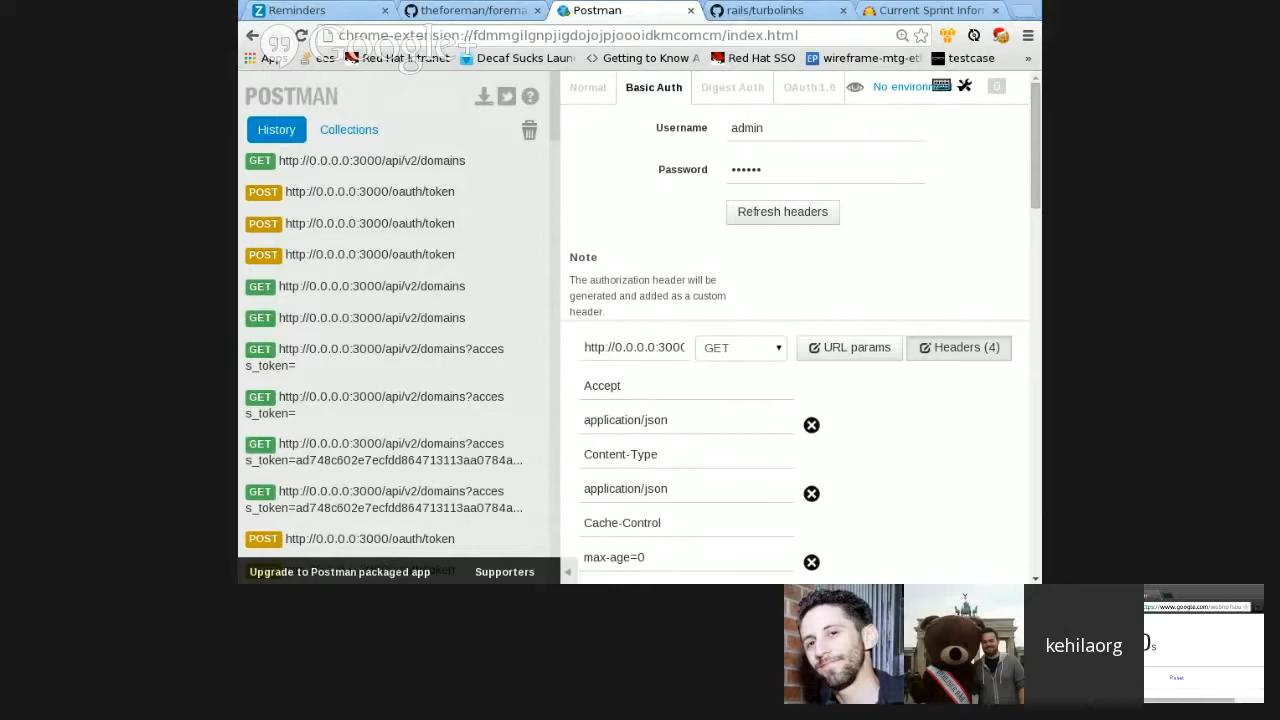 Reminders
theforeman/forema
Postman
rails/turbolinks
Current Sprint Infor
Google+
chrome-extension://fdmmgilgnpjigdojojpjoooidkmcomcm/index.html
Apps
eos
Red Hat Intranet
Decaf Sucks Laun
Getting to Know A
Red Hat SSO
wireframe-mtg-eth
testcase
»
POSTMAN
Normal
Basic Auth
Digest Auth
OAuth 1.0
No environ
0
History
Collections
Username
admin
Password
••••••
Refresh headers
Note
The authorization header will be
generated and added as a custom
header.
GET http://0.0.0.0:3000/api/v2/domains
POST http://0.0.0.0:3000/oauth/token
POST http://0.0.0.0:3000/oauth/token
POST http://0.0.0.0:3000/oauth/token
GET http://0.0.0.0:3000/api/v2/domains
GET http://0.0.0.0:3000/api/v2/domains
GET http://0.0.0.0:3000/api/v2/domains?acces
s_token=
GET http://0.0.0.0:3000/api/v2/domains?acces
s_token=
GET http://0.0.0.0:3000/api/v2/domains?acces
s_token=ad748c602e7ecfdd864713113aa0784a...
GET http://0.0.0.0:3000/api/v2/domains?acces
s_token=ad748c602e7ecfdd864713113aa0784a...
POST http://0.0.0.0:3000/oauth/token
http://0.0.0.0:3000
GET
URL params
Headers (4)
Accept
application/json
Content-Type
application/json
Cache-Control
max-age=0
Upgrade to Postman packaged app
Supporters
kehilaorg
0s
Reset